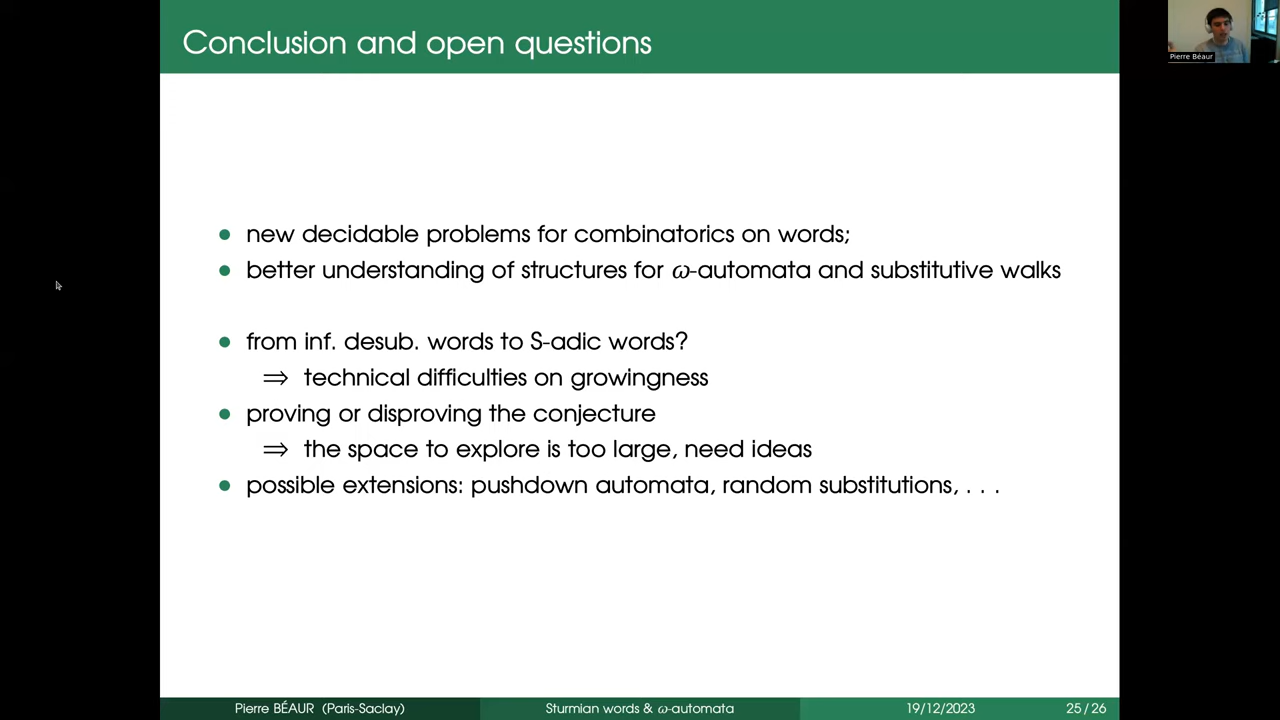 Conclusion and open questions
Pierre Béaur
• new decidable problems for combinatorics on words;
• better understanding of structures for ω-automata and substitutive walks
• from inf. desub. words to S-adic words?
⟹ technical difficulties on growingness
• proving or disproving the conjecture
⟹ the space to explore is too large, need ideas
• possible extensions: pushdown automata, random substitutions, . . .
Pierre BÉAUR (Paris-Saclay)
Sturmian words & ω-automata
19/12/2023
25 / 26